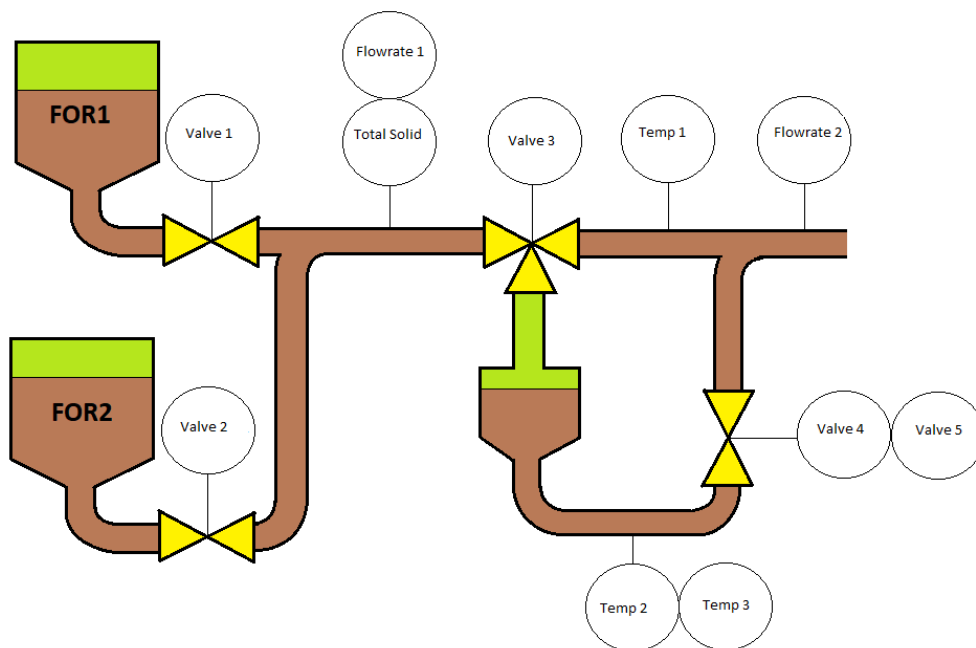 Flowrate 1
FOR1
Valve 1
Total Solid
Valve 3
Temp 1
Flowrate 2
FOR2
Valve 2
Valve 4
Valve 5
Temp 2
Temp 3